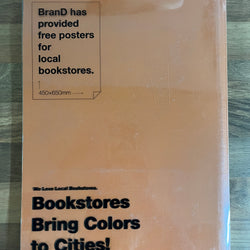 BranD has
provided
free posters
for
local
bookstores.
450×650mm
We Love Local Bookstores.
Bookstores
Bring Colors
to Cities!